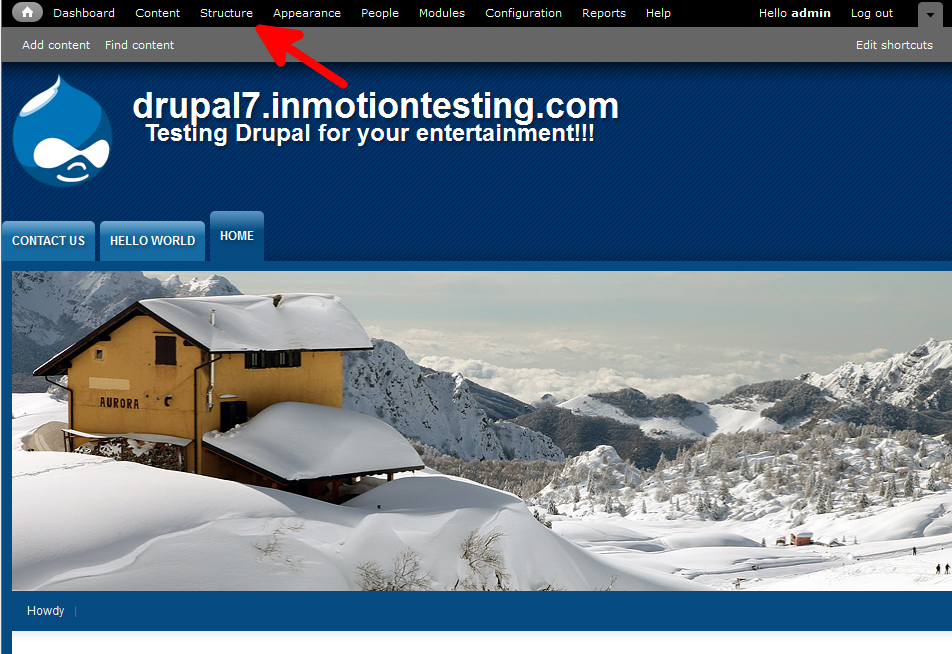 Dashboard Content Structure Appearance People Modules Configuration Reports Help Hello admin Log out
Add content Find content Edit shortcuts
drupal7.inmotiontesting.com
Testing Drupal for your entertainment!!!
CONTACT US HELLO WORLD HOME
AURORA
Howdy |